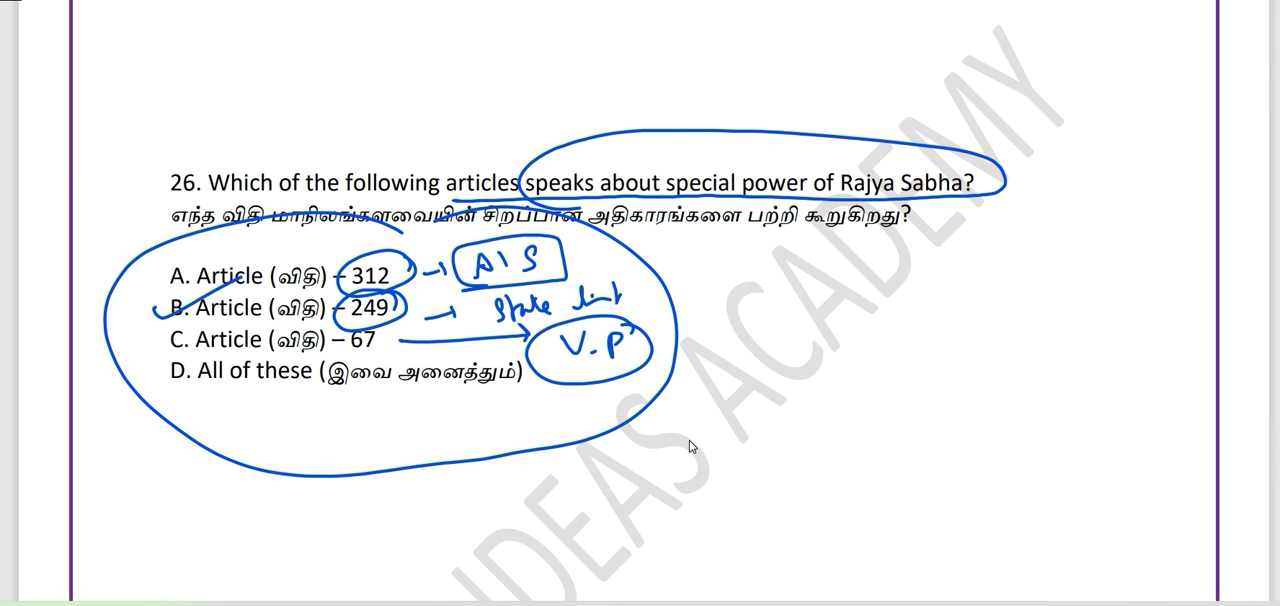 26. Which of the following articles speaks about special power of Rajya Sabha?
எந்த விதி மாநிலங்களவையின் சிறப்பான அதிகாரங்களை பற்றி கூறுகிறது?
A. Article (விதி) – 312 → AIS
B. Article (விதி) – 249 → State list
C. Article (விதி) – 67 → V.P
D. All of these (இவை அனைத்தும்)
IDEAS ACADEMY